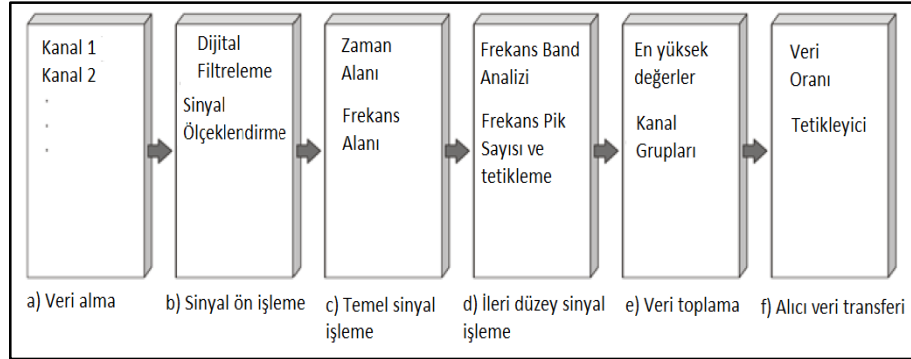 Kanal 1
Kanal 2
.
.
.
Dijital
Filtreleme
Sinyal
Ölçeklendirme
Zaman
Alanı
Frekans
Alanı
Frekans Band
Analizi
Frekans Pik
Sayısı ve
tetikleme
En yüksek
değerler
Kanal
Grupları
Veri
Oranı
Tetikleyici
a) Veri alma
b) Sinyal ön işleme
c) Temel sinyal
işleme
d) İleri düzey sinyal
işleme
e) Veri toplama
f) Alıcı veri transferi